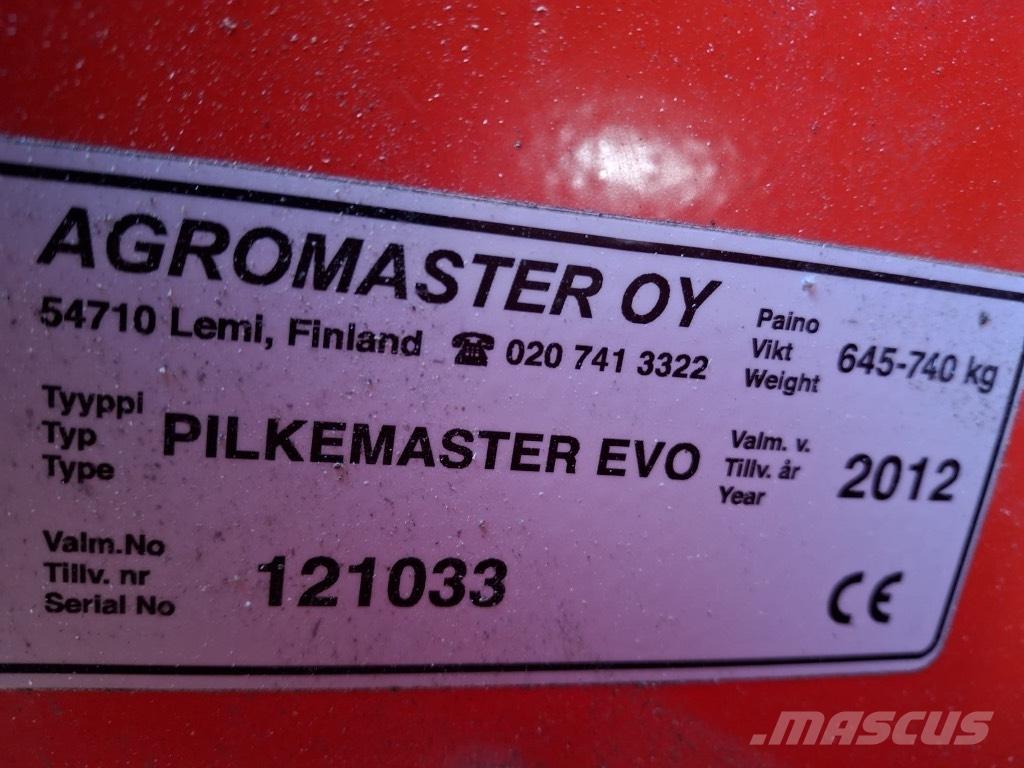 AGROMASTER OY
54710 Lemi, Finland ☎ 020 741 3322
Paino
Vikt
Weight
645-740 kg
Tyyppi
Typ
Type
PILKEMASTER EVO
Valm. v.
Tillv. år
Year
2012
Valm.No
Tillv. nr
Serial No
121033
CE
MASCUS